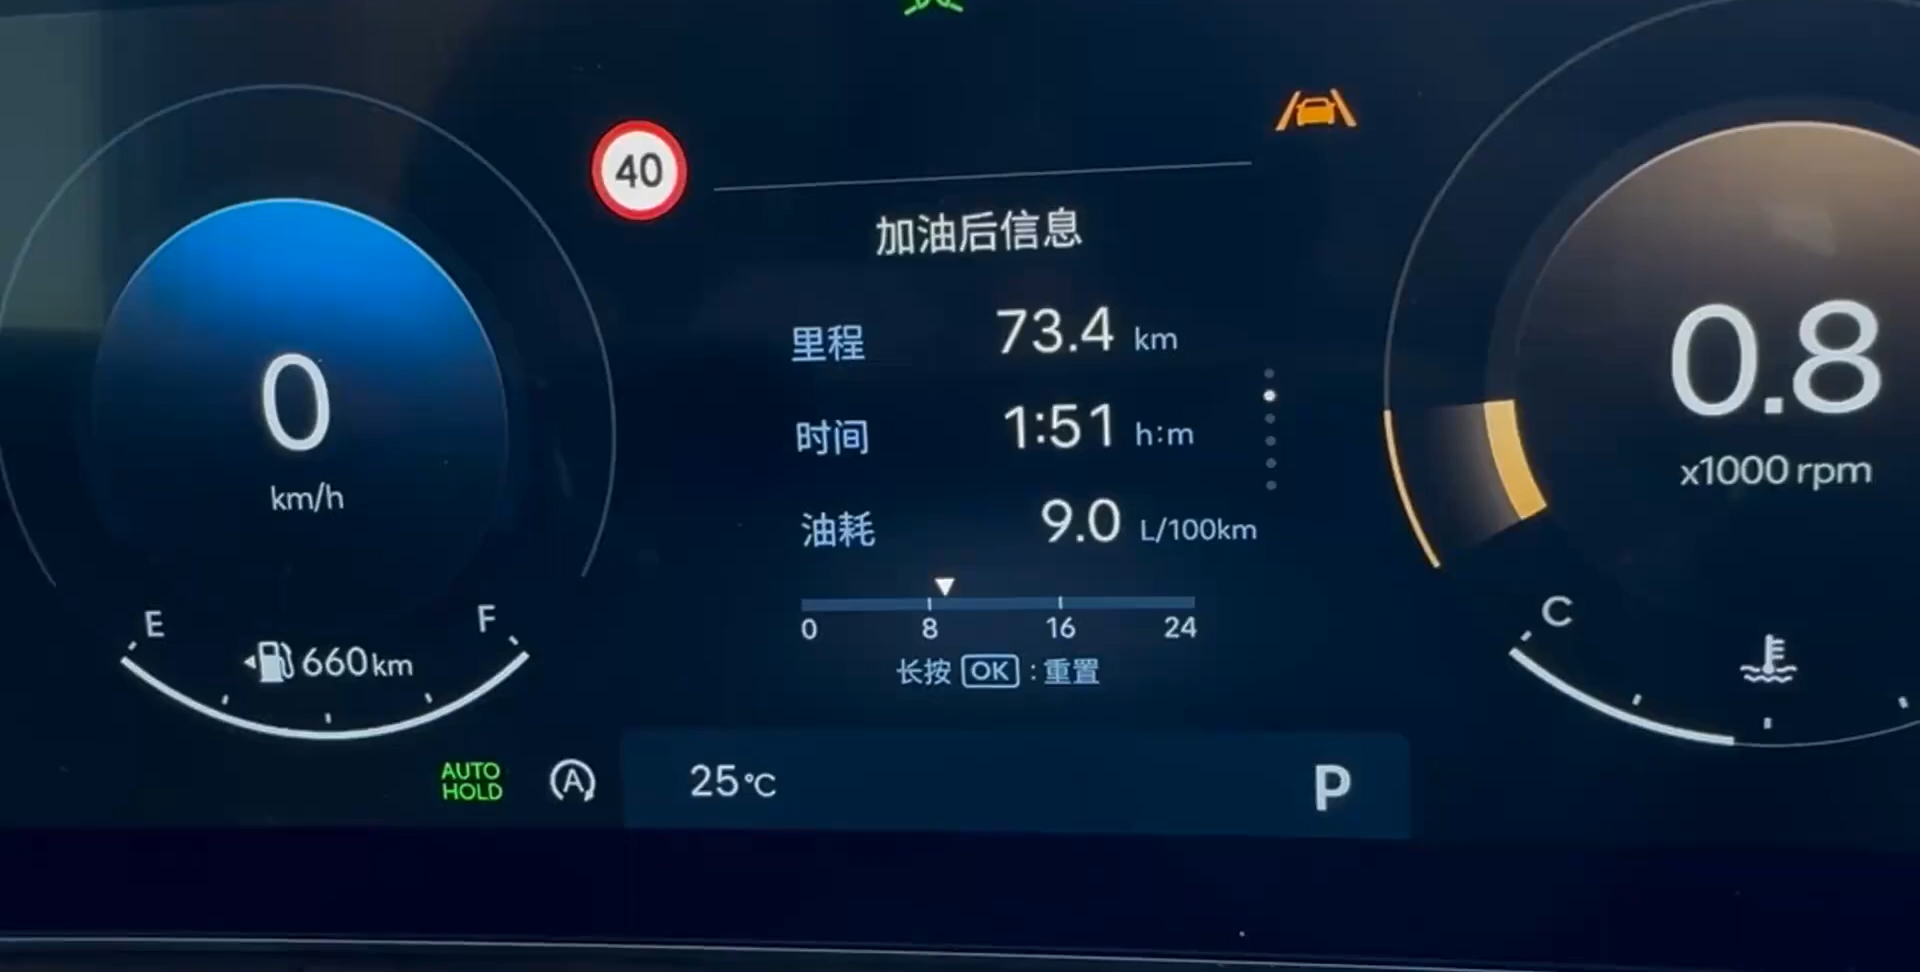 40
加油后信息
里程 73.4 km
时间 1:51 h:m
油耗 9.0 L/100km
0 8 16 24
长按 OK : 重置
0
km/h
E F
660km
0.8
x1000 rpm
C
AUTO
HOLD
A
25°C
P